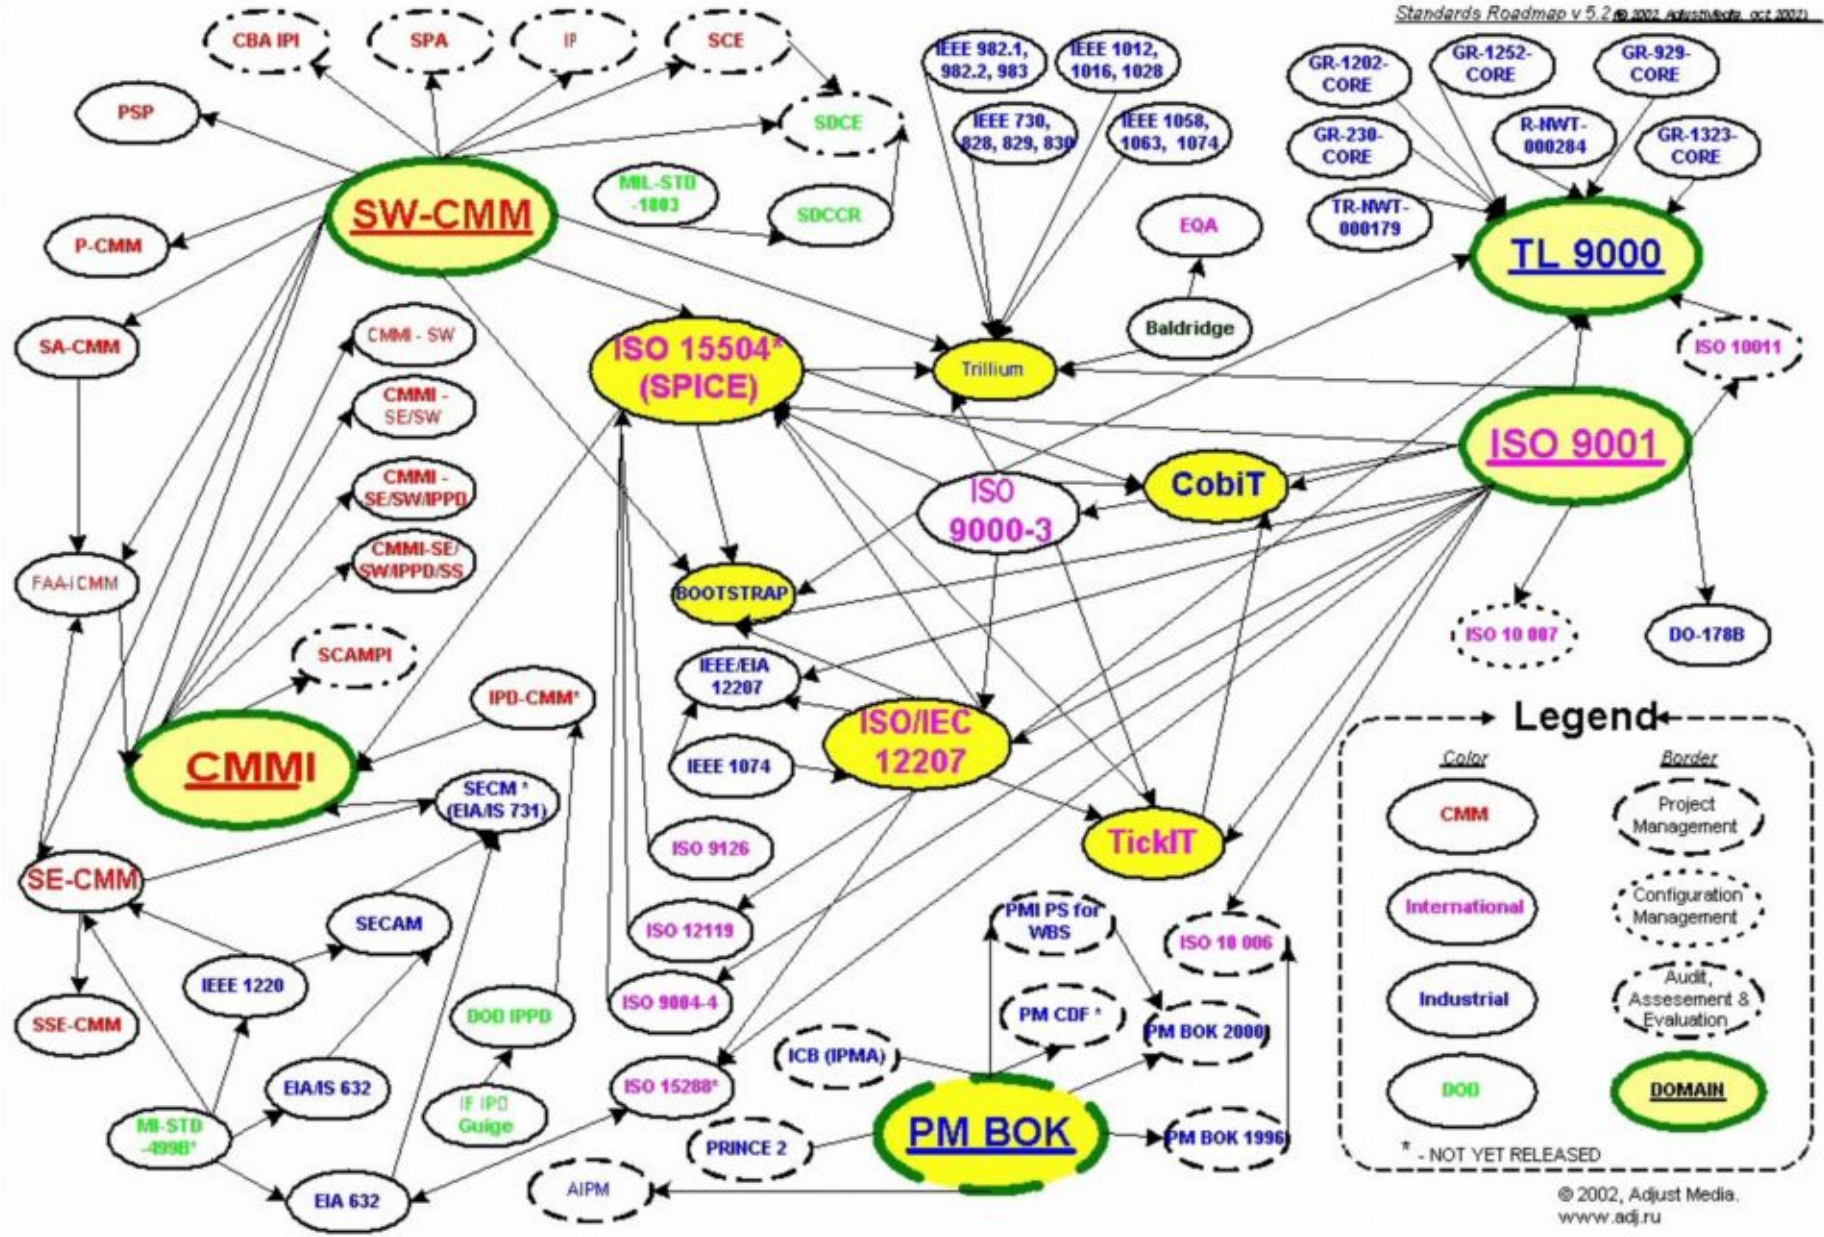 Standards Roadmap v 5.2 (© 2002, AdjustMedia, oct 2002)
CBA IPI
SPA
IP
SCE
IEEE 982.1,
982.2, 983
IEEE 1012,
1016, 1028
GR-1202-
CORE
GR-1252-
CORE
GR-929-
CORE
PSP
SDCE
IEEE 730,
828, 829, 830
IEEE 1058,
1063, 1074
GR-230-
CORE
R-NWT-
000284
GR-1323-
CORE
SW-CMM
MIL-STD
-1803
SDCCR
EQA
TR-NWT-
000179
TL 9000
P-CMM
SA-CMM
CMMI - SW
ISO 15504*
(SPICE)
Trillium
Baldridge
ISO 10011
CMMI -
SE/SW
ISO 9001
CMMI -
SE/SW/IPPD
CobiT
ISO
9000-3
CMMI-SE/
SW/IPPD/SS
FAA-iCMM
BOOTSTRAP
ISO 10 007
DO-178B
SCAMPI
IEEE/EIA
12207
IPD-CMM*
ISO/IEC
12207
CMMI
IEEE 1074
SECM *
(EIA/IS 731)
TickIT
ISO 9126
SE-CMM
SECAM
ISO 12119
PMI PS for
WBS
ISO 10 006
IEEE 1220
ISO 9004-4
SSE-CMM
DOD IPPD
PM CDF *
PM BOK 2000
ICB (IPMA)
EIA/IS 632
ISO 15288*
IF IPD
Guige
MI-STD
-499B*
PRINCE 2
PM BOK
PM BOK 1996
EIA 632
AIPM
Legend
Color
Border
CMM
Project
Management
International
Configuration
Management
Industrial
Audit,
Assesement &
Evaluation
DOD
DOMAIN
* - NOT YET RELEASED
© 2002, Adjust Media.
www.adj.ru